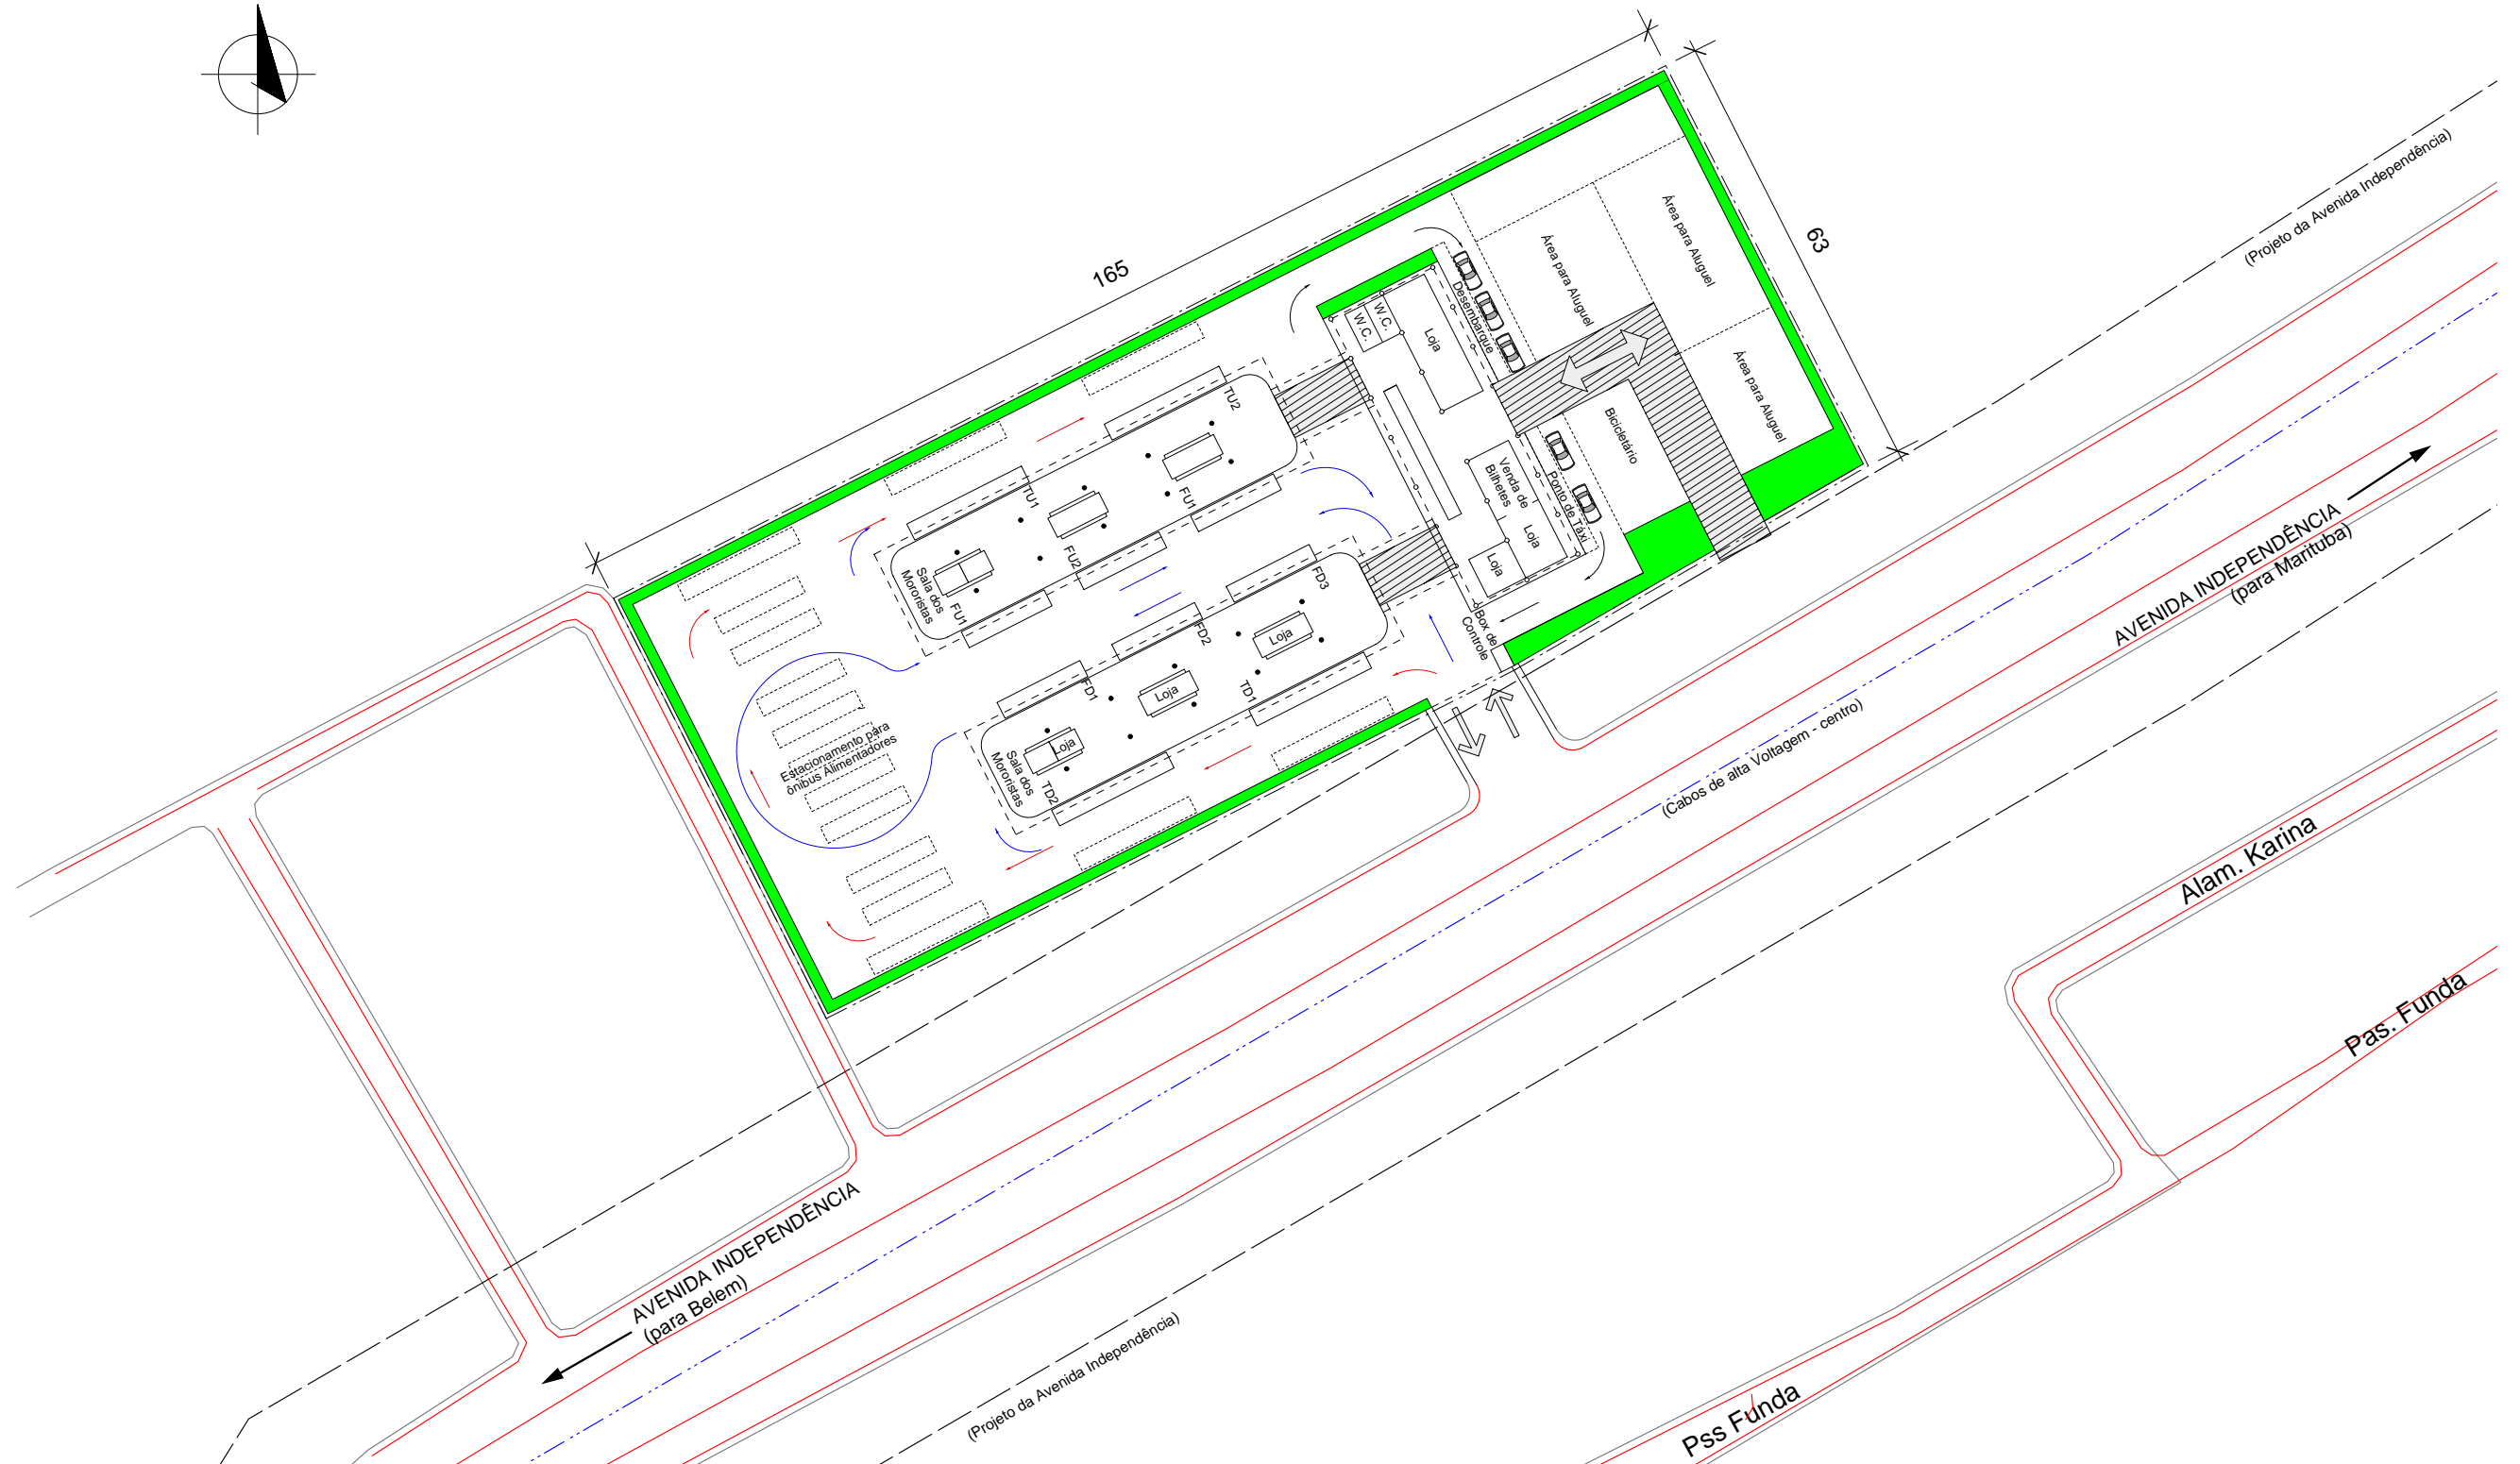 165
63
(Projeto da Avenida Independência)
Área para Aluguel
Área para Aluguel
Área para Aluguel
Desembarque
W.C.
W.C.
Loja
Bicicletário
Venda de
Bilhetes
Ponto de Táxi
Loja
Loja
Box de
Controle
TU2
TU1
FU1
FU2
FU1
Sala dos
Mororistas
FD3
FD2
FD1
TD1
TD2
Loja
Loja
Loja
Sala dos
Mororistas
Estacionamento para
ônibus Alimentadores
AVENIDA INDEPENDÊNCIA
(para Marituba)
(Cabos de alta Voltagem - centro)
Alam. Karina
Pas. Funda
AVENIDA INDEPENDÊNCIA
(para Belem)
(Projeto da Avenida Independência)
Pss Funda